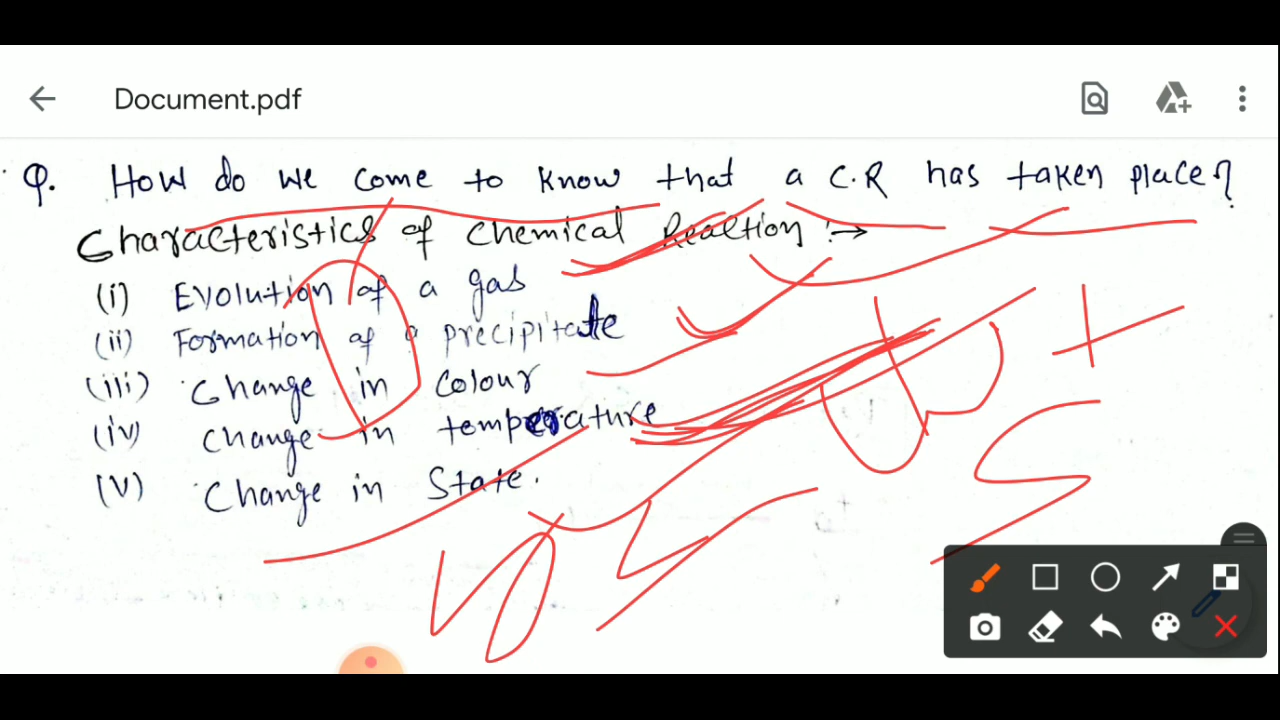 Document.pdf
Q. How do we come to know that a C.R has taken place?
Characteristics of Chemical Reaction :→
(i) Evolution of a gas
(ii) Formation of a precipitate
(iii) Change in Colour
(iv) Change in temperature
(v) Change in State.